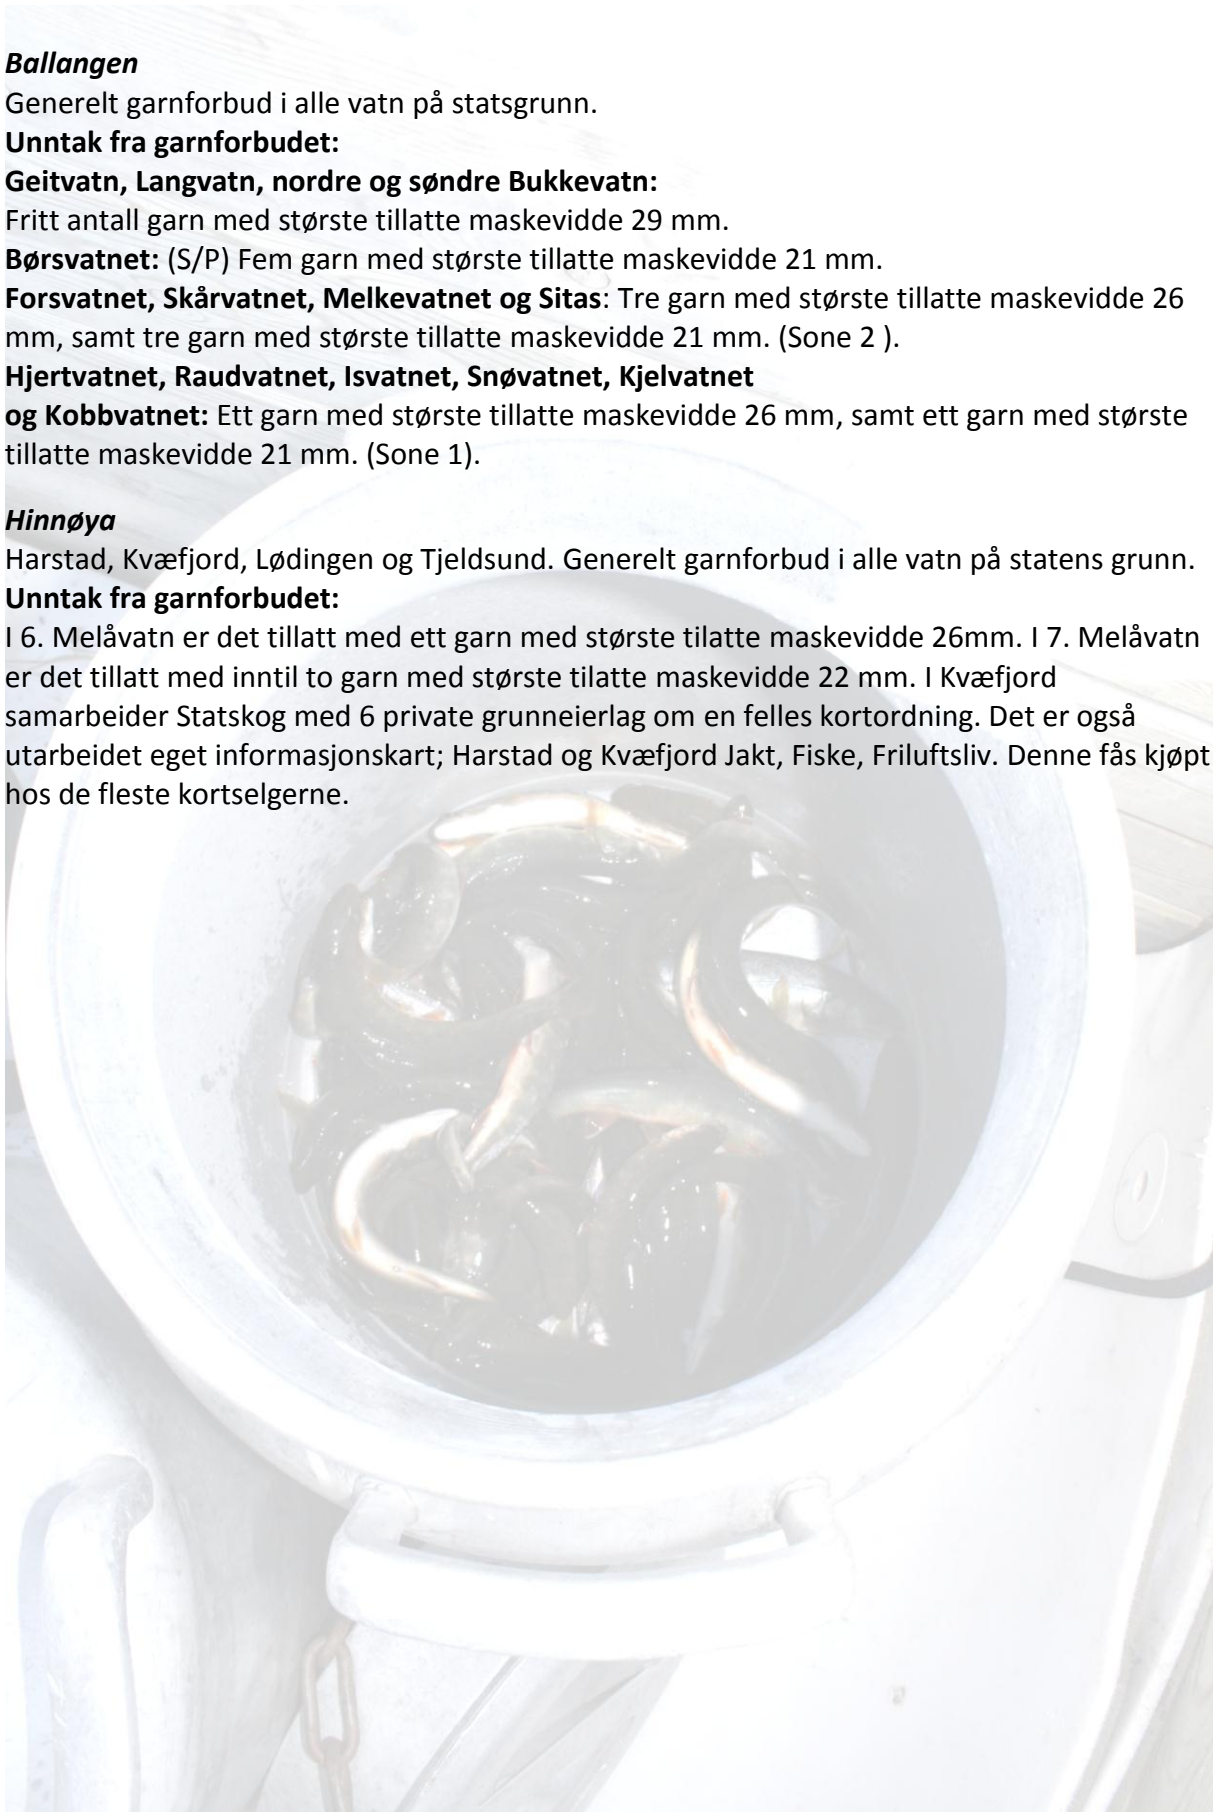 Ballangen
Generelt garnforbud i alle vatn på statsgrunn.
Unntak fra garnforbudet:
Geitvatn, Langvatn, nordre og søndre Bukkevatn:
Fritt antall garn med største tillatte maskevidde 29 mm.
Børsvatnet: (S/P) Fem garn med største tillatte maskevidde 21 mm.
Forsvatnet, Skårvatnet, Melkevatnet og Sitas: Tre garn med største tillatte maskevidde 26
mm, samt tre garn med største tillatte maskevidde 21 mm. (Sone 2 ).
Hjertvatnet, Raudvatnet, Isvatnet, Snøvatnet, Kjelvatnet
og Kobbvatnet: Ett garn med største tillatte maskevidde 26 mm, samt ett garn med største
tillatte maskevidde 21 mm. (Sone 1).
Hinnøya
Harstad, Kvæfjord, Lødingen og Tjeldsund. Generelt garnforbud i alle vatn på statens grunn.
Unntak fra garnforbudet:
I 6. Melåvatn er det tillatt med ett garn med største tilatte maskevidde 26mm. I 7. Melåvatn
er det tillatt med inntil to garn med største tilatte maskevidde 22 mm. I Kvæfjord
samarbeider Statskog med 6 private grunneierlag om en felles kortordning. Det er også
utarbeidet eget informasjonskart; Harstad og Kvæfjord Jakt, Fiske, Friluftsliv. Denne fås kjøpt
hos de fleste kortselgerne.